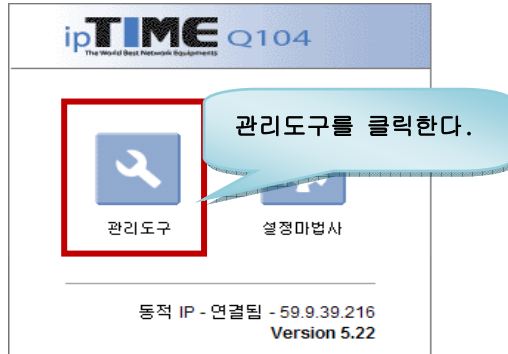 ipTIME Q104
The World Best Network Equipments
관리도구를 클릭한다.
관리도구
설정마법사
동적 IP - 연결됨 - 59.9.39.216
Version 5.22